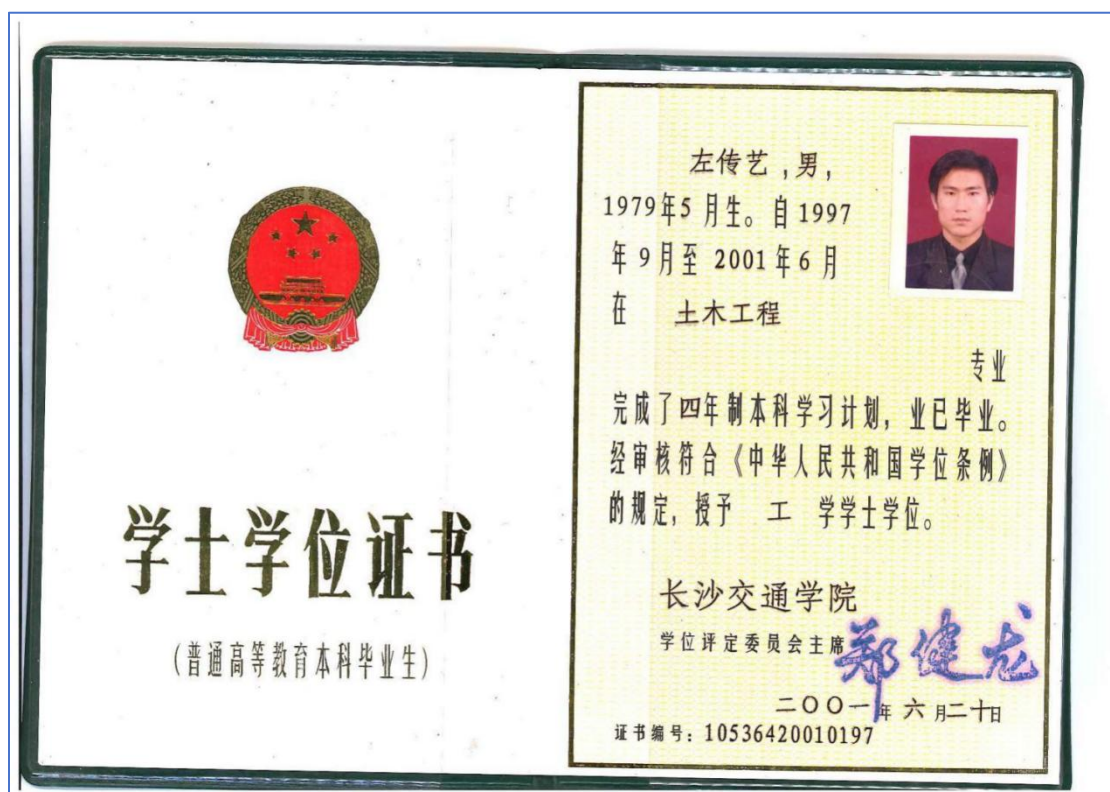 学士学位证书
(普通高等教育本科毕业生)
左传艺,男,
1979年5月生。自1997
年9月至2001年6月
在 土木工程
专业
完成了四年制本科学习计划,业已毕业。
经审核符合《中华人民共和国学位条例》
的规定,授予 工 学学士学位。
长沙交通学院
学位评定委员会主席 郑健龙
二〇〇一年六月二十日
证书编号:10536420010197